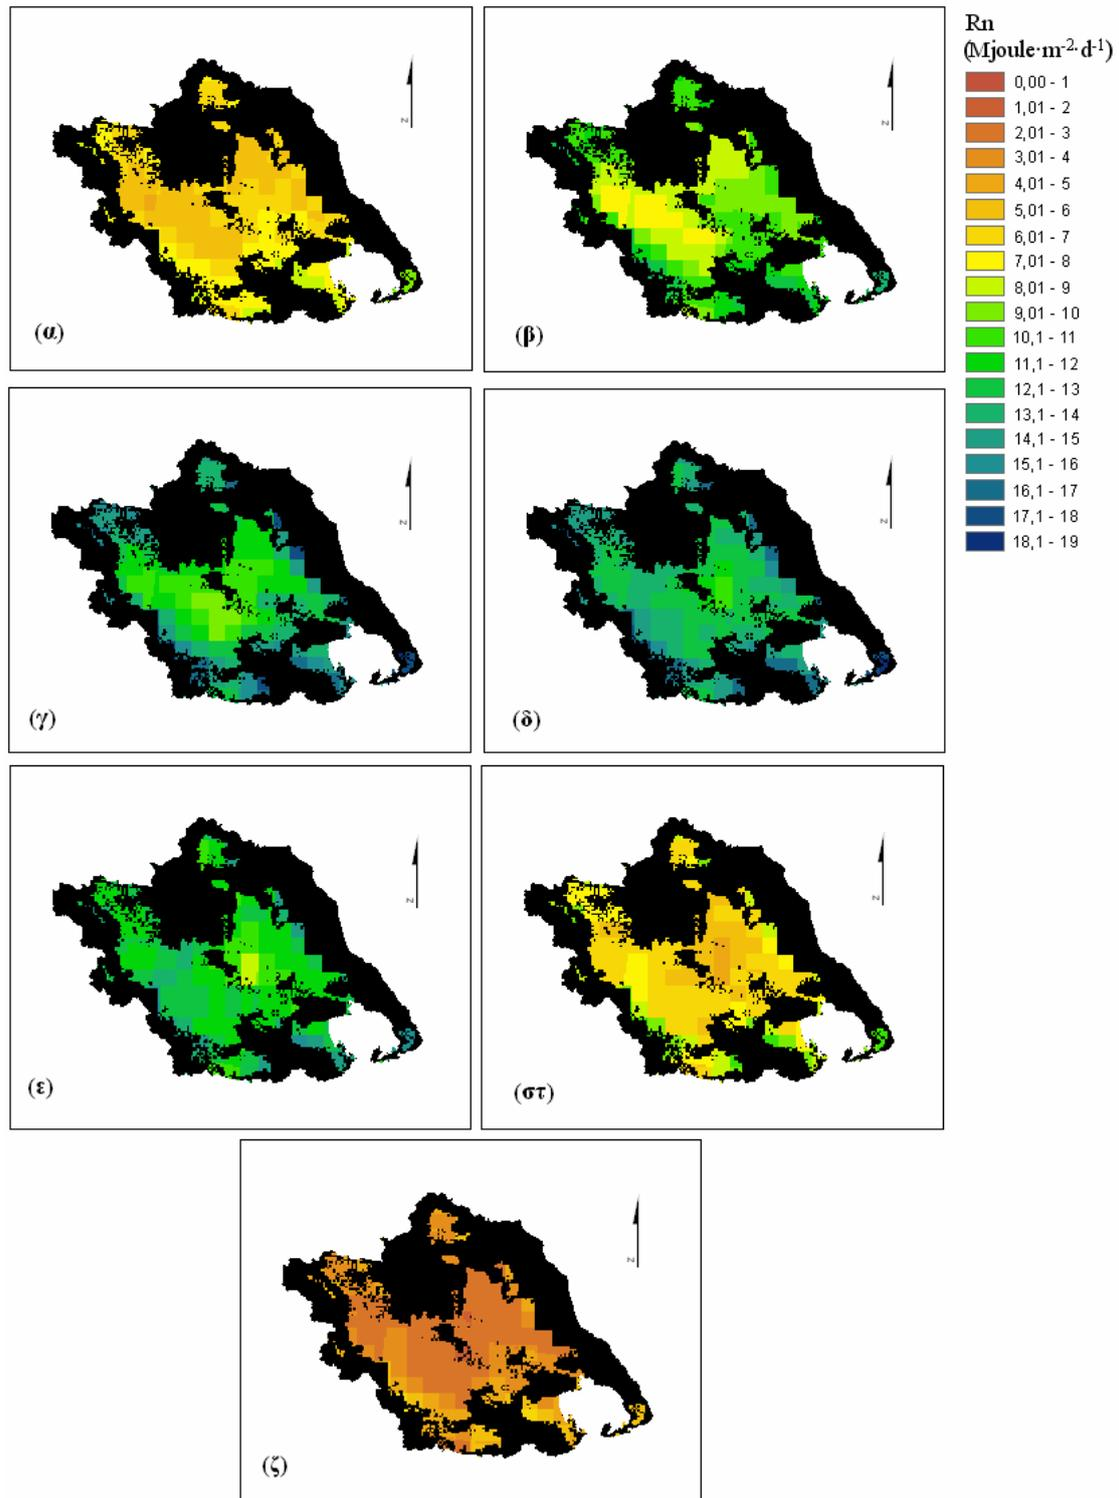 Rn
(Mjoule·m-2·d-1)
0,00 - 1
1,01 - 2
2,01 - 3
3,01 - 4
4,01 - 5
5,01 - 6
6,01 - 7
7,01 - 8
8,01 - 9
9,01 - 10
10,1 - 11
11,1 - 12
12,1 - 13
13,1 - 14
14,1 - 15
15,1 - 16
16,1 - 17
17,1 - 18
18,1 - 19
z
(α)
z
(β)
z
(γ)
z
(δ)
z
(ε)
z
(στ)
z
(ζ)